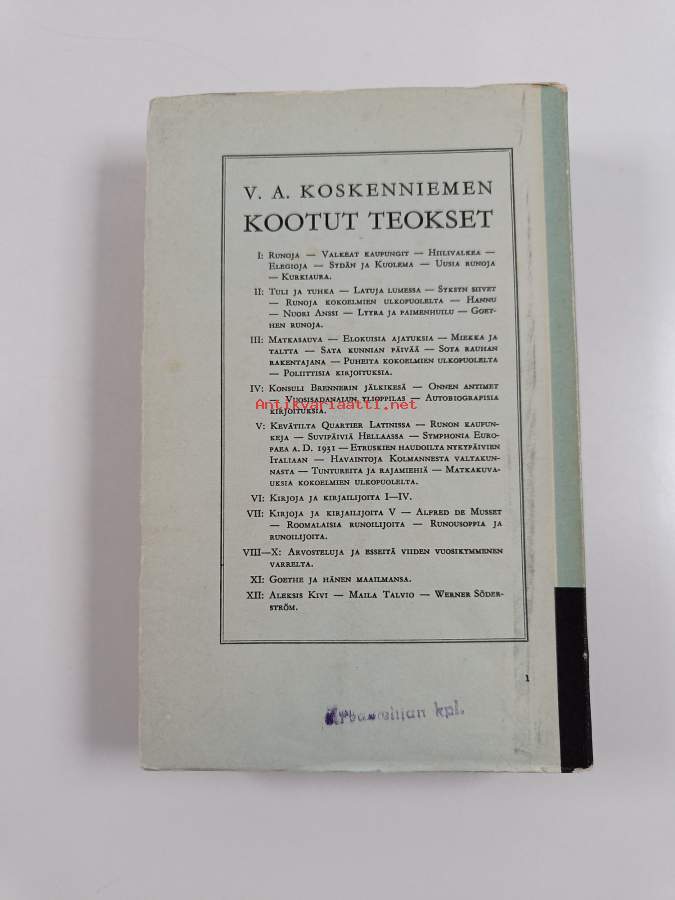 V. A. KOSKENNIEMEN
KOOTUT TEOKSET
I: RUNOJA — VALKEAT KAUPUNGIT — HIILIVALKEA —
ELEGIOJA — SYDÄN JA KUOLEMA — UUSIA RUNOJA
— KURKIAURA.
II: TULI JA TUHKA — LATUJA LUMESSA — SYKSYN SIIVET
— RUNOJA KOKOELMIEN ULKOPUOLELTA — HANNU
— NUORI ANSSI — LYYRA JA PAIMENHUILU — GOET-
HEN RUNOJA.
III: MATKASAUVA — ELOKUISIA AJATUKSIA — MIEKKA JA
TALTTA — SATA KUNNIAN PÄIVÄÄ — SOTA RAUHAN
RAKENTAJANA — PUHEITA KOKOELMIEN ULKOPUOLELTA
— POLIITTISIA KIRJOITUKSIA.
IV: KONSULI BRENNERIN JÄLKIKESÄ — ONNEN ANTIMET
— VUOSISADANALUN YLIOPPILAS — AUTOBIOGRAFISIA
KIRJOITUKSIA.
Antikvariaatti.net
V: KEVÄTILTA QUARTIER LATINISSA — RUNON KAUPUN-
KEJA — SUVIPÄIVIÄ HELLAASSA — SYMPHONIA EURO-
PAEA A. D. 1931 — ETRUSKIEN HAUDOILTA NYKYPÄIVIEN
ITALIAAN — HAVAINTOJA KOLMANNESTA VALTAKUN-
NASTA — TUNTUREITA JA RAJAMIEHIÄ — MATKAKUVA-
UKSIA KOKOELMIEN ULKOPUOLELTA.
VI: KIRJOJA JA KIRJAILIJOITA I—IV.
VII: KIRJOJA JA KIRJAILIJOITA V — ALFRED DE MUSSET
— ROOMALAISIA RUNOILIJOITA — RUNOUSOPPIA JA
RUNOILIJOITA.
VIII—X: ARVOSTELUJA JA ESSEITÄ VIIDEN VUOSIKYMMENEN
VARRELTA.
XI: GOETHE JA HÄNEN MAAILMANSA.
XII: ALEKSIS KIVI — MAILA TALVIO — WERNER SÖDER-
STRÖM.
1
kpl.